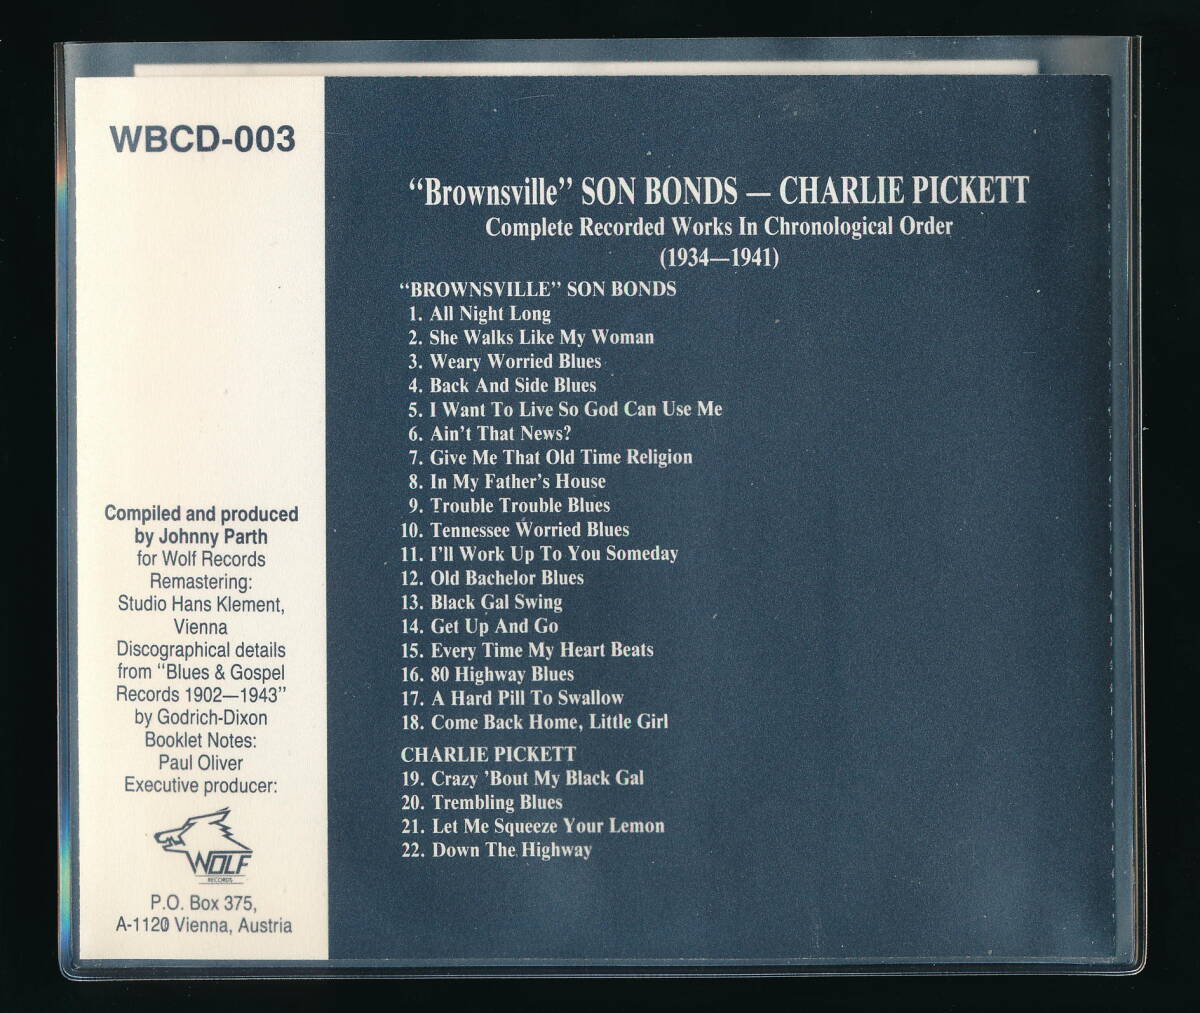 WBCD-003
Compiled and produced
by Johnny Parth
for Wolf Records
Remastering:
Studio Hans Klement,
Vienna
Discographical details
from “Blues & Gospel
Records 1902—1943”
by Godrich-Dixon
Booklet Notes:
Paul Oliver
Executive producer:
WOLF
RECORDS
P.O. Box 375,
A-1120 Vienna, Austria
“Brownsville” SON BONDS — CHARLIE PICKETT
Complete Recorded Works In Chronological Order
(1934—1941)
“BROWNSVILLE” SON BONDS
1. All Night Long
2. She Walks Like My Woman
3. Weary Worried Blues
4. Back And Side Blues
5. I Want To Live So God Can Use Me
6. Ain’t That News?
7. Give Me That Old Time Religion
8. In My Father’s House
9. Trouble Trouble Blues
10. Tennessee Worried Blues
11. I’ll Work Up To You Someday
12. Old Bachelor Blues
13. Black Gal Swing
14. Get Up And Go
15. Every Time My Heart Beats
16. 80 Highway Blues
17. A Hard Pill To Swallow
18. Come Back Home, Little Girl
CHARLIE PICKETT
19. Crazy ’Bout My Black Gal
20. Trembling Blues
21. Let Me Squeeze Your Lemon
22. Down The Highway